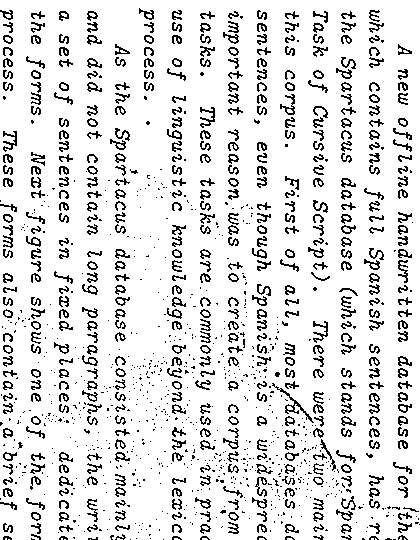 A new offline handwritten database for the
which contains full Spanish sentences, has re
the Spartacus database (which stands for Span
Task of Cursive Script). There were two main
this corpus. First of all, most databases do
sentences, even though Spanish is a widespre
important reason was to create a corpus from
tasks. These tasks are commonly used in prac
use of linguistic knowledge beyond the lexico
process.
As the Spartacus database consisted mainly
and did not contain long paragraphs, the writ
a set of sentences in fixed places: dedicate
the forms. Next figure shows one of the form
process. These forms also contain a brief se